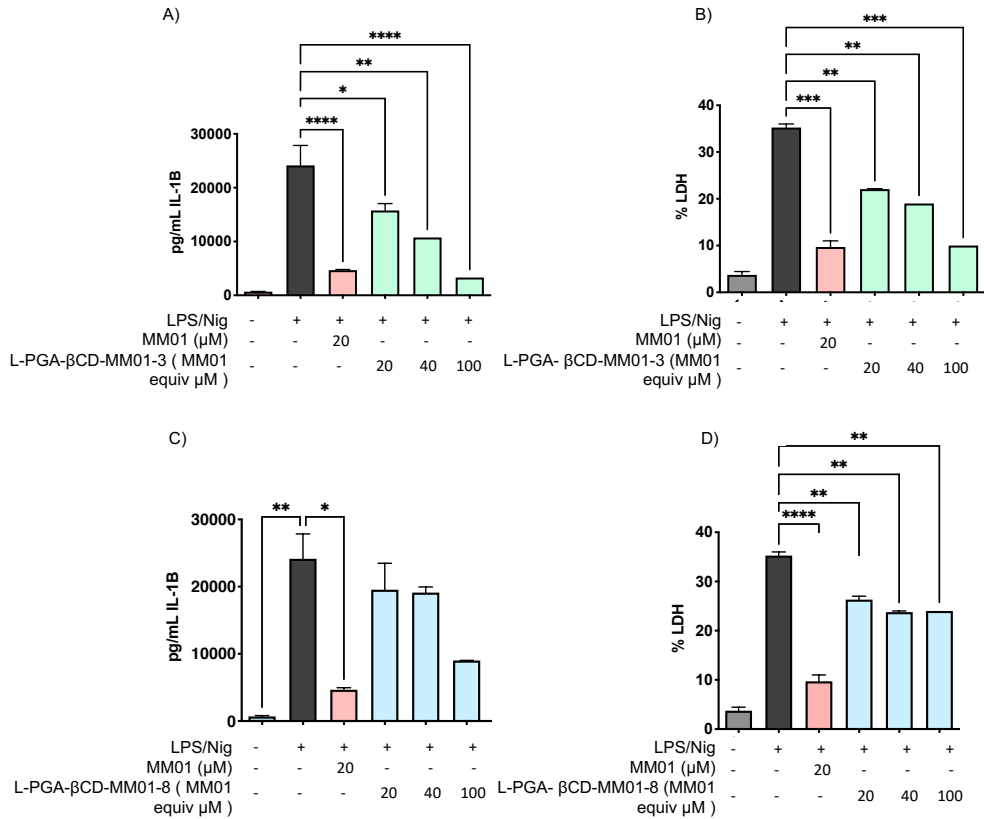 A)
****
**
*
****
30000
20000
10000
0
pg/mL IL-1B
LPS/Nig - + + + + +
MM01 (μM) - - 20 - - -
L-PGA-βCD-MM01-3 ( MM01
equiv μM ) - - - 20 40 100
B)
***
**
**
***
40
30
20
10
0
% LDH
LPS/Nig - + + + + +
MM01 (μM) - - 20 - - -
L-PGA- βCD-MM01-3 (MM01
equiv μM ) - - - 20 40 100
C)
** *
30000
20000
10000
0
pg/mL IL-1B
LPS/Nig - + + + + +
MM01 (μM) - - 20 - - -
L-PGA-βCD-MM01-8 ( MM01
equiv μM ) - - - 20 40 100
D)
**
**
**
****
40
30
20
10
0
% LDH
LPS/Nig - + + + + +
MM01 (μM) - - 20 - - -
L-PGA- βCD-MM01-8 (MM01
equiv μM ) - - - 20 40 100